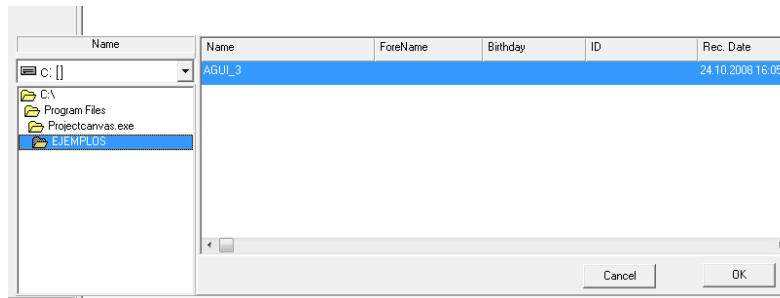 Name
c: []
C:\
Program Files
Projectcanvas.exe
EJEMPLOS
Name ForeName Birthday ID Rec. Date
AGUI_3 24.10.2008 16:05
Cancel OK